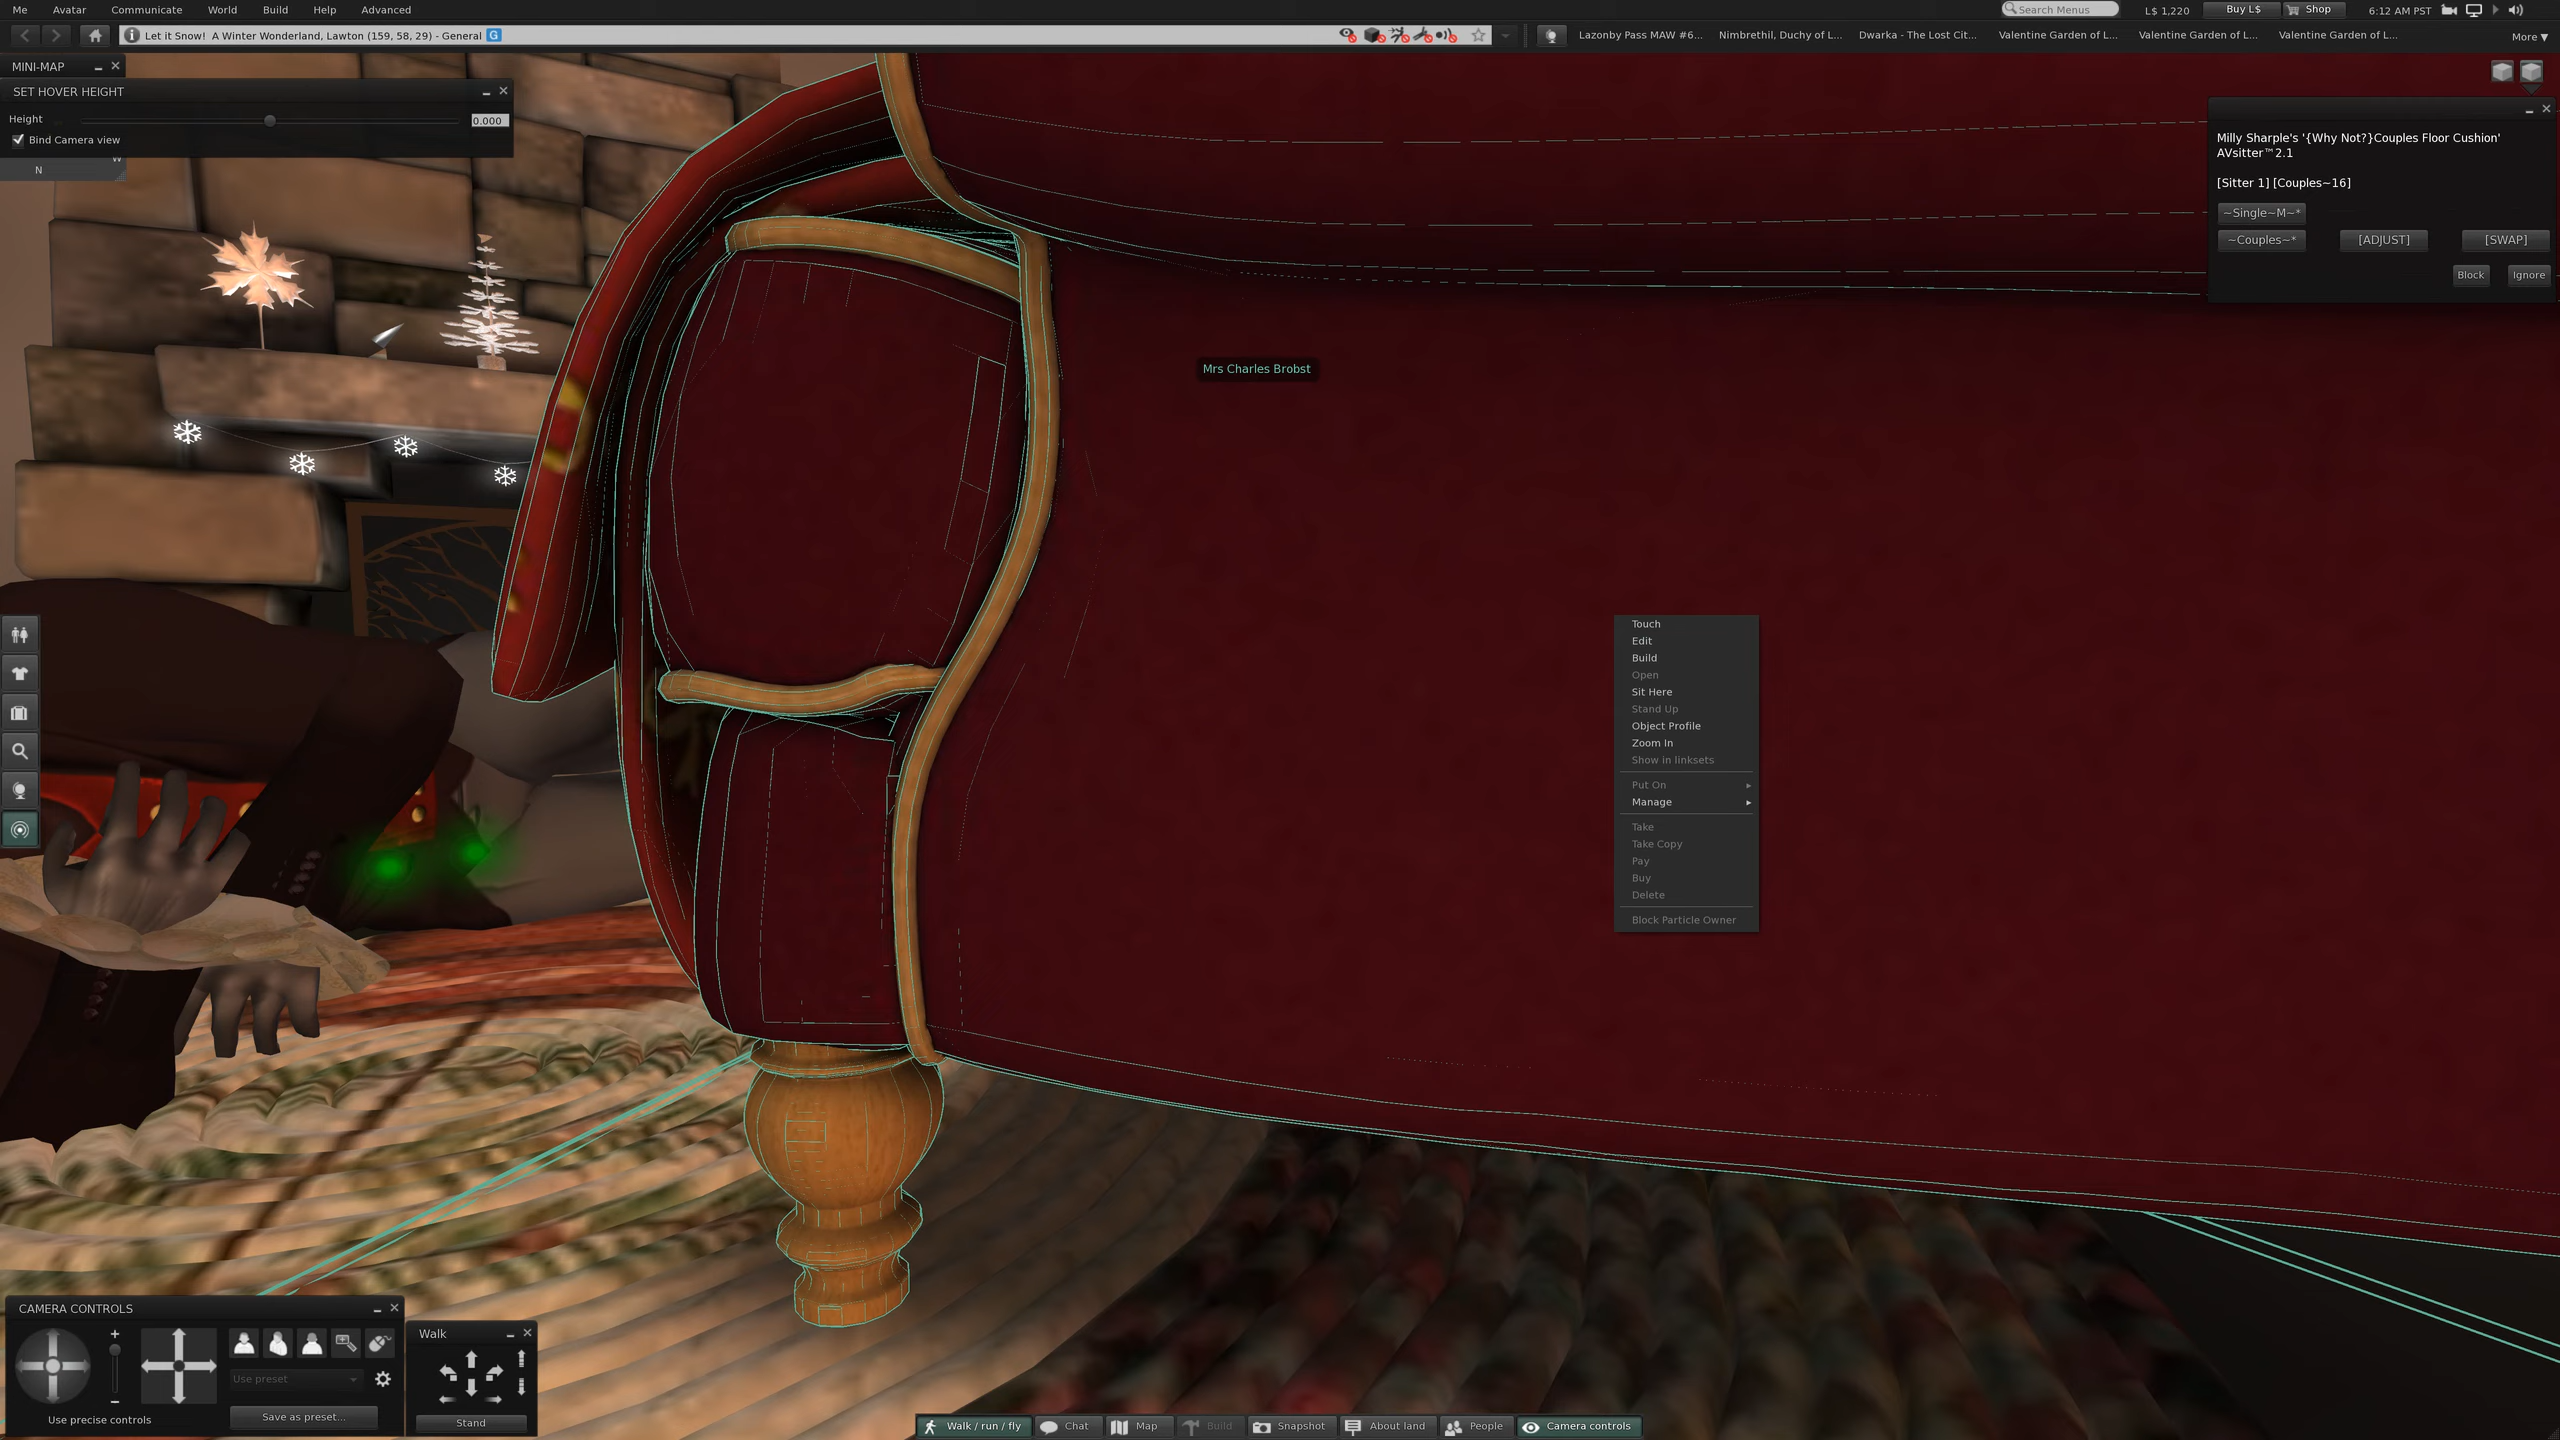 Me Avatar Communicate World Build Help Advanced
Search Menus L$ 1,220 Buy L$ Shop 6:12 AM PST
Let it Snow! A Winter Wonderland, Lawton (159, 58, 29) - General G
Lazonby Pass MAW #6... Nimbrethil, Duchy of L... Dwarka - The Lost Cit... Valentine Garden of L... Valentine Garden of L... Valentine Garden of L... More ▼
MINI-MAP
SET HOVER HEIGHT
Height 0.000
Bind Camera view
W
N
Milly Sharple's '{Why Not?}Couples Floor Cushion'
AVsitter™2.1
[Sitter 1] [Couples~16]
~Single~M~*
~Couples~* [ADJUST] [SWAP]
Block Ignore
Mrs Charles Brobst
Touch
Edit
Build
Open
Sit Here
Stand Up
Object Profile
Zoom In
Show in linksets
Put On
Manage
Take
Take Copy
Pay
Buy
Delete
Block Particle Owner
CAMERA CONTROLS
Use preset
Use precise controls
Save as preset...
Walk
Stand
Walk / run / fly Chat Map Build Snapshot About land People Camera controls